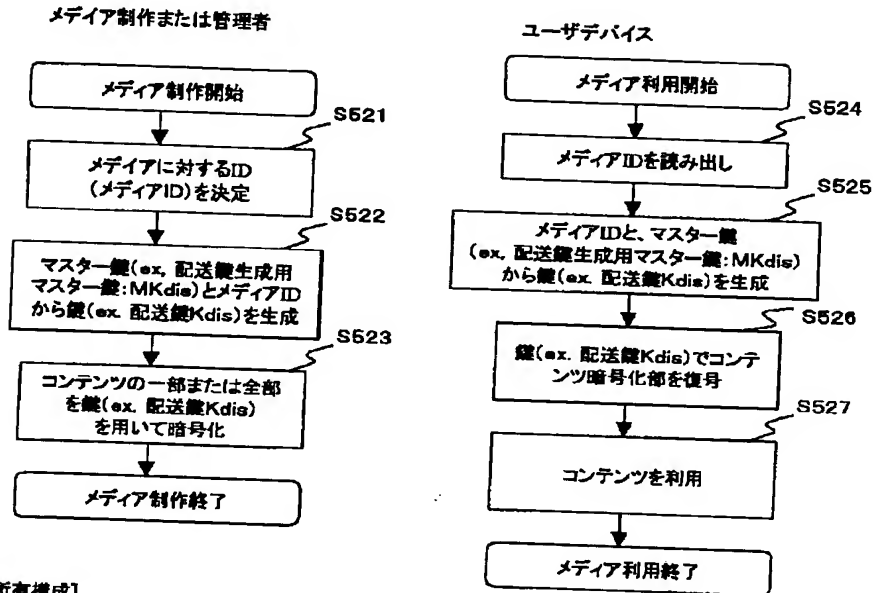 メデイア制作または管理者
メディア制作開始
S521
メデイアに対するID
(メディアID)を決定
S522
マスター鍵(ex, 配送鍵生成用
マスター鍵:MKdis)とメディアID
から鍵(ex. 配送鍵Kdis)を生成
S523
コンテンツの一部または全部
を鍵(ex. 配送鍵Kdis)
を用いて暗号化
メディア制作終了
ユーザデバイス
メディア利用開始
S524
メディアIDを読み出し
S525
メディアIDと、マスター鍵
(ex, 配送鍵生成用マスター鍵:MKdis)
から鍵(ex. 配送鍵Kdis)を生成
S526
鍵(ex. 配送鍵Kdis)でコンテ
ンツ暗号化部を復号
S527
コンテンツを利用
メディア利用終了
有構成]